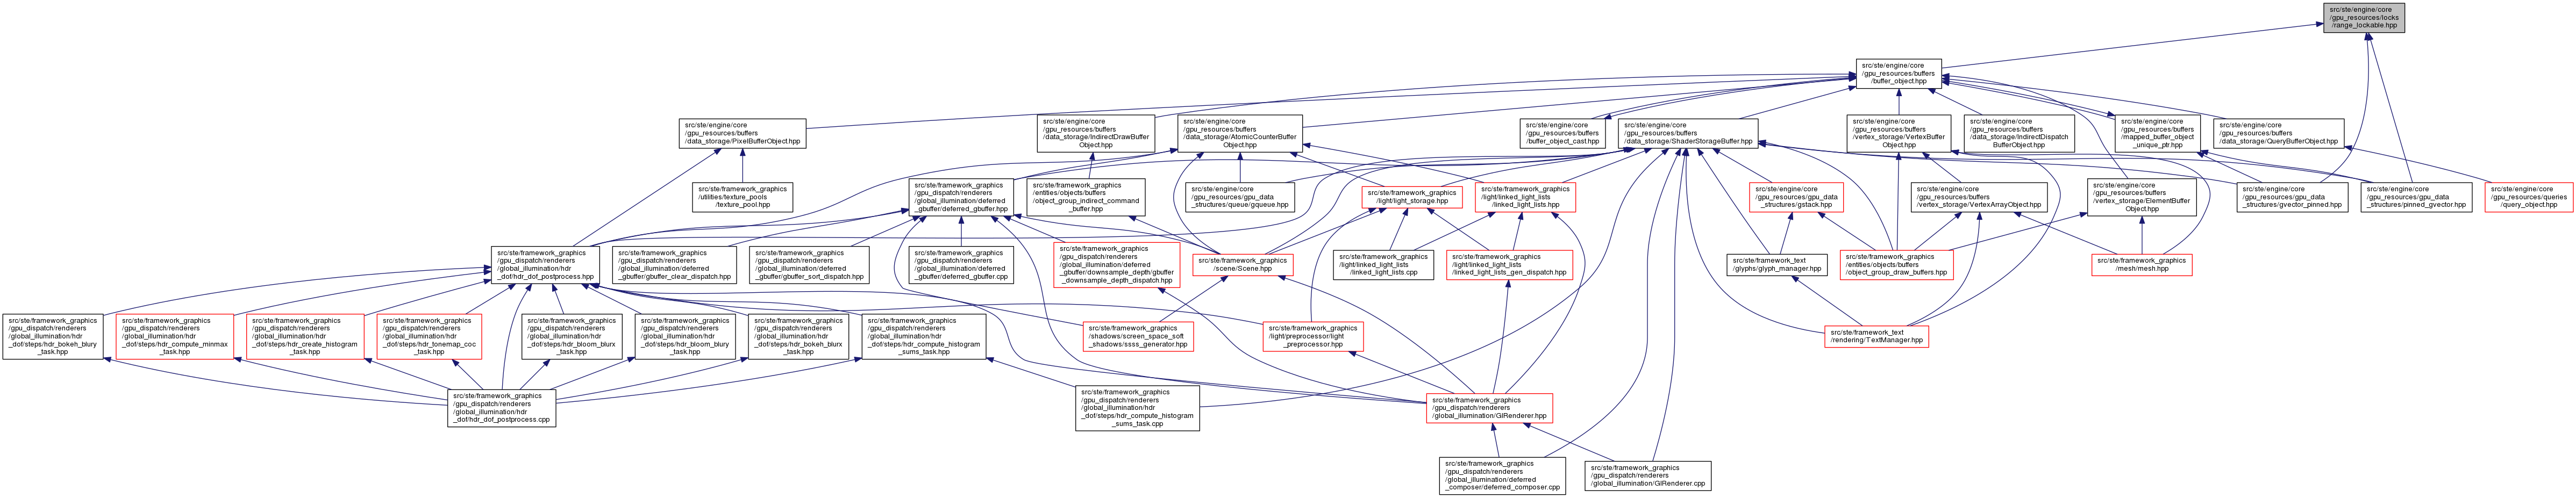 src/ste/engine/core
/gpu_resources/locks
/range_lockable.hpp
src/ste/engine/core
/gpu_resources/buffers
/buffer_object.hpp
src/ste/engine/core
/gpu_resources/buffers
/data_storage/PixelBufferObject.hpp
src/ste/engine/core
/gpu_resources/buffers
/data_storage/IndirectDrawBuffer
Object.hpp
src/ste/engine/core
/gpu_resources/buffers
/data_storage/AtomicCounterBuffer
Object.hpp
src/ste/engine/core
/gpu_resources/buffers
/buffer_object_cast.hpp
src/ste/engine/core
/gpu_resources/buffers
/data_storage/ShaderStorageBuffer.hpp
src/ste/engine/core
/gpu_resources/buffers
/vertex_storage/VertexBuffer
Object.hpp
src/ste/engine/core
/gpu_resources/buffers
/data_storage/IndirectDispatch
BufferObject.hpp
src/ste/engine/core
/gpu_resources/buffers
/mapped_buffer_object
_unique_ptr.hpp
src/ste/engine/core
/gpu_resources/buffers
/data_storage/QueryBufferObject.hpp
src/ste/framework_graphics
/utilities/texture_pools
/texture_pool.hpp
src/ste/framework_graphics
/gpu_dispatch/renderers
/global_illumination/deferred
_gbuffer/deferred_gbuffer.hpp
src/ste/framework_graphics
/entities/objects/buffers
/object_group_indirect_command
_buffer.hpp
src/ste/engine/core
/gpu_resources/gpu_data
_structures/queue/gqueue.hpp
src/ste/framework_graphics
/light/light_storage.hpp
src/ste/framework_graphics
/light/linked_light_lists
/linked_light_lists.hpp
src/ste/engine/core
/gpu_resources/gpu_data
_structures/gstack.hpp
src/ste/engine/core
/gpu_resources/buffers
/vertex_storage/VertexArrayObject.hpp
src/ste/engine/core
/gpu_resources/buffers
/vertex_storage/ElementBuffer
Object.hpp
src/ste/engine/core
/gpu_resources/gpu_data
_structures/gvector_pinned.hpp
src/ste/engine/core
/gpu_resources/gpu_data
_structures/pinned_gvector.hpp
src/ste/engine/core
/gpu_resources/queries
/query_object.hpp
src/ste/framework_graphics
/gpu_dispatch/renderers
/global_illumination/hdr
_dof/hdr_dof_postprocess.hpp
src/ste/framework_graphics
/gpu_dispatch/renderers
/global_illumination/deferred
_gbuffer/gbuffer_clear_dispatch.hpp
src/ste/framework_graphics
/gpu_dispatch/renderers
/global_illumination/deferred
_gbuffer/gbuffer_sort_dispatch.hpp
src/ste/framework_graphics
/gpu_dispatch/renderers
/global_illumination/deferred
_gbuffer/deferred_gbuffer.cpp
src/ste/framework_graphics
/gpu_dispatch/renderers
/global_illumination/deferred
_gbuffer/downsample_depth/gbuffer
_downsample_depth_dispatch.hpp
src/ste/framework_graphics
/scene/Scene.hpp
src/ste/framework_graphics
/light/linked_light_lists
/linked_light_lists.cpp
src/ste/framework_graphics
/light/linked_light_lists
/linked_light_lists_gen_dispatch.hpp
src/ste/framework_text
/glyphs/glyph_manager.hpp
src/ste/framework_graphics
/entities/objects/buffers
/object_group_draw_buffers.hpp
src/ste/framework_graphics
/mesh/mesh.hpp
src/ste/framework_graphics
/gpu_dispatch/renderers
/global_illumination/hdr
_dof/steps/hdr_bokeh_blury
_task.hpp
src/ste/framework_graphics
/gpu_dispatch/renderers
/global_illumination/hdr
_dof/steps/hdr_compute_minmax
_task.hpp
src/ste/framework_graphics
/gpu_dispatch/renderers
/global_illumination/hdr
_dof/steps/hdr_create_histogram
_task.hpp
src/ste/framework_graphics
/gpu_dispatch/renderers
/global_illumination/hdr
_dof/steps/hdr_tonemap_coc
_task.hpp
src/ste/framework_graphics
/gpu_dispatch/renderers
/global_illumination/hdr
_dof/steps/hdr_bloom_blurx
_task.hpp
src/ste/framework_graphics
/gpu_dispatch/renderers
/global_illumination/hdr
_dof/steps/hdr_bloom_blury
_task.hpp
src/ste/framework_graphics
/gpu_dispatch/renderers
/global_illumination/hdr
_dof/steps/hdr_bokeh_blurx
_task.hpp
src/ste/framework_graphics
/gpu_dispatch/renderers
/global_illumination/hdr
_dof/steps/hdr_compute_histogram
_sums_task.hpp
src/ste/framework_graphics
/shadows/screen_space_soft
_shadows/ssss_generator.hpp
src/ste/framework_graphics
/light/preprocessor/light
_preprocessor.hpp
src/ste/framework_text
/rendering/TextManager.hpp
src/ste/framework_graphics
/gpu_dispatch/renderers
/global_illumination/hdr
_dof/hdr_dof_postprocess.cpp
src/ste/framework_graphics
/gpu_dispatch/renderers
/global_illumination/hdr
_dof/steps/hdr_compute_histogram
_sums_task.cpp
src/ste/framework_graphics
/gpu_dispatch/renderers
/global_illumination/GIRenderer.hpp
src/ste/framework_graphics
/gpu_dispatch/renderers
/global_illumination/deferred
_composer/deferred_composer.cpp
src/ste/framework_graphics
/gpu_dispatch/renderers
/global_illumination/GIRenderer.cpp